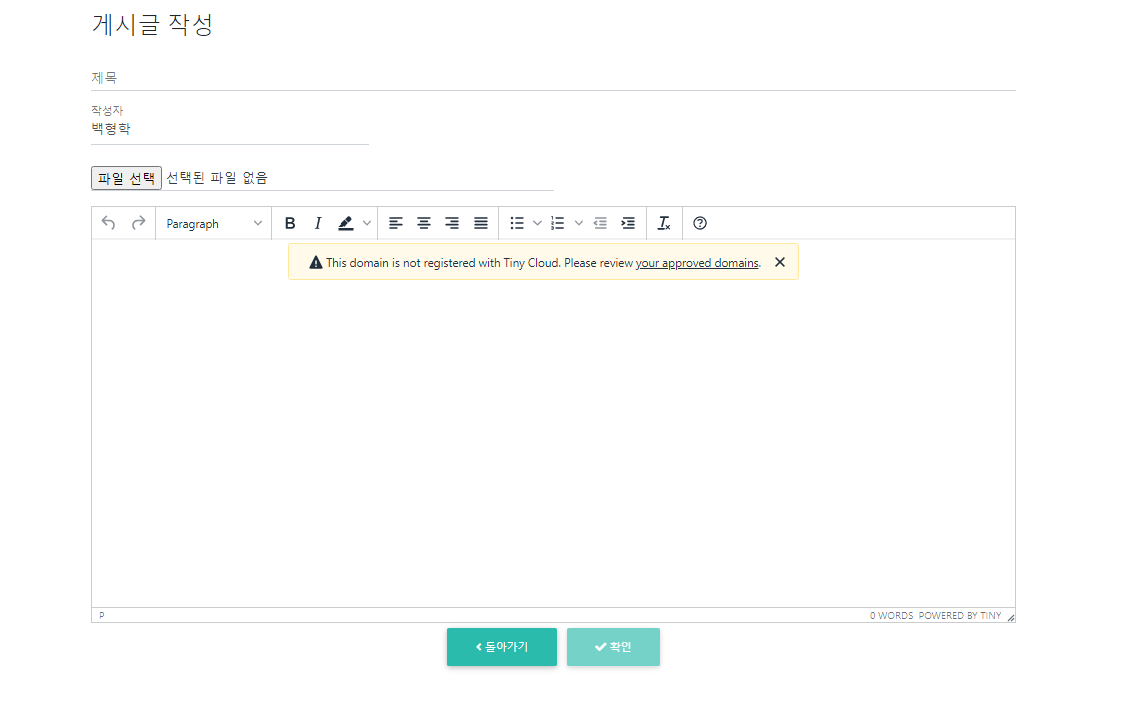 게시글 작성
제목
작성자
백형학
파일 선택 선택된 파일 없음
Paragraph B I
This domain is not registered with Tiny Cloud. Please review your approved domains.
P 0 WORDS POWERED BY TINY
돌아가기 확인